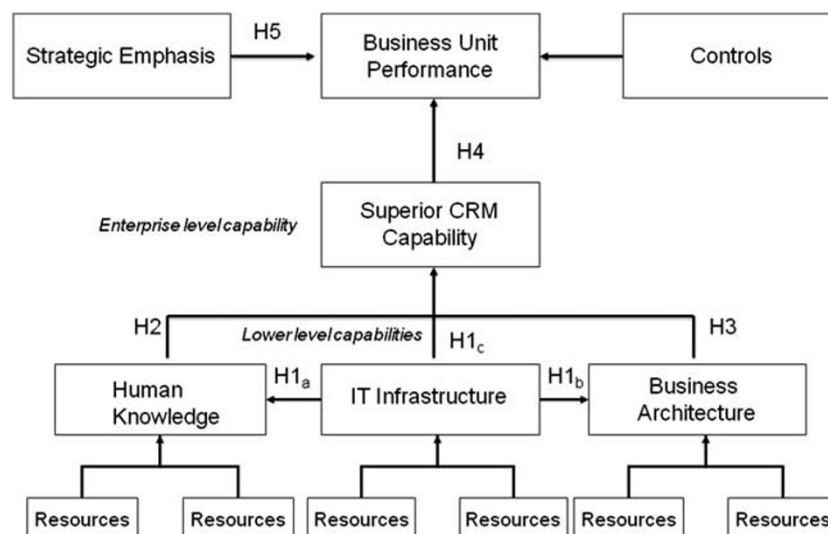 Strategic Emphasis
H5
Business Unit
Performance
Controls
H4
Enterprise level capability
Superior CRM
Capability
H2
Lower level capabilities
H1c
H3
Human
Knowledge
H1a
IT Infrastructure
H1b
Business
Architecture
Resources
Resources
Resources
Resources
Resources
Resources